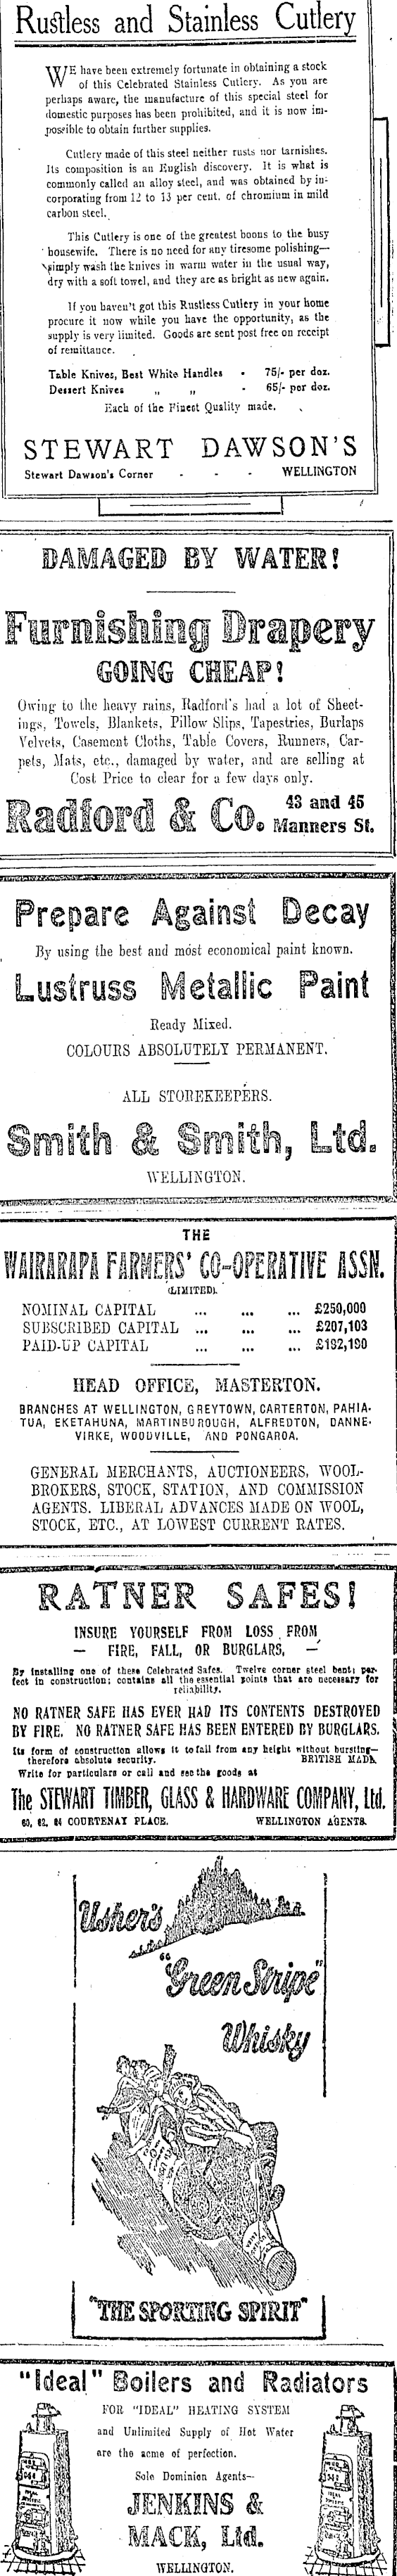 Rustless and Stainless Cutlery
WE have been extremely fortunate in obtaining a stock
of this Celebrated Stainless Cutlery. As you are
perhaps aware, the manufacture of this special steel for
domestic purposes has been prohibited, and it is now im-
possible to obtain further supplies.
Cutlery made of this steel neither rusts nor tarnishes.
Its composition is an English discovery. It is what is
commonly called an alloy steel, and was obtained by in-
corporating from 12 to 13 per cent. of chromium in mild
carbon steel.
This Cutlery is one of the greatest boons to the busy
housewife. There is no need for any tiresome polishing—
simply wash the knives in warm water in the usual way,
dry with a soft towel, and they are as bright as new again.
If you haven't got this Rustless Cutlery in your home
procure it now while you have the opportunity, as the
supply is very limited. Goods are sent post free on receipt
of remittance.
Table Knives, Best White Handles - 75/- per doz.
Dessert Knives „ „ - 65/- per doz.
Each of the Finest Quality made.
STEWART DAWSON'S
Stewart Dawson's Corner - - - WELLINGTON
DAMAGED BY WATER!
Furnishing Drapery
GOING CHEAP!
Owing to the heavy rains, Radford's had a lot of Sheet-
ings, Towels, Blankets, Pillow Slips, Tapestries, Burlaps
Velvets, Casement Cloths, Table Covers, Runners, Car-
pets, Mats, etc., damaged by water, and are selling at
Cost Price to clear for a few days only.
Radford & Co. 43 and 45
Manners St.
Prepare Against Decay
By using the best and most economical paint known.
Lustruss Metallic Paint
Ready Mixed.
COLOURS ABSOLUTELY PERMANENT.
ALL STOREKEEPERS.
Smith & Smith, Ltd.
WELLINGTON.
THE
WAIRARAPA FARMERS' CO-OPERATIVE ASSN.
(LIMITED).
NOMINAL CAPITAL ... ... ... £250,000
SUBSCRIBED CAPITAL ... ... ... £207,103
PAID-UP CAPITAL ... ... ... £192,190
HEAD OFFICE, MASTERTON.
BRANCHES AT WELLINGTON, GREYTOWN, CARTERTON, PAHIA-
TUA, EKETAHUNA, MARTINBUROUGH, ALFREDTON, DANNE-
VIRKE, WOODVILLE, AND PONGAROA.
GENERAL MERCHANTS, AUCTIONEERS, WOOL-
BROKERS, STOCK, STATION, AND COMMISSION
AGENTS. LIBERAL ADVANCES MADE ON WOOL,
STOCK, ETC., AT LOWEST CURRENT RATES.
RATNER SAFES!
INSURE YOURSELF FROM LOSS FROM
— FIRE, FALL, OR BURGLARS, —
By installing one of these Celebrated Safes. Twelve corner steel bent; per-
fect in construction; contains all the essential points that are necessary for
reliability.
NO RATNER SAFE HAS EVER HAD ITS CONTENTS DESTROYED
BY FIRE. NO RATNER SAFE HAS BEEN ENTERED BY BURGLARS.
Its form of construction allows it to fall from any height without bursting—
therefore absolute security. BRITISH MADE.
Write for particulars or call and see the goods at
The STEWART TIMBER, GLASS & HARDWARE COMPANY, Ltd.
60, 62, 64 COURTENAY PLACE. WELLINGTON AGENTS.
Usher's
"Green Stripe"
Whisky
"THE SPORTING SPIRIT"
"Ideal" Boilers and Radiators
FOR "IDEAL" HEATING SYSTEM
and Unlimited Supply of Hot Water
are the acme of perfection.
Sole Dominion Agents—
JENKINS &
MACK, Ltd.
WELLINGTON.